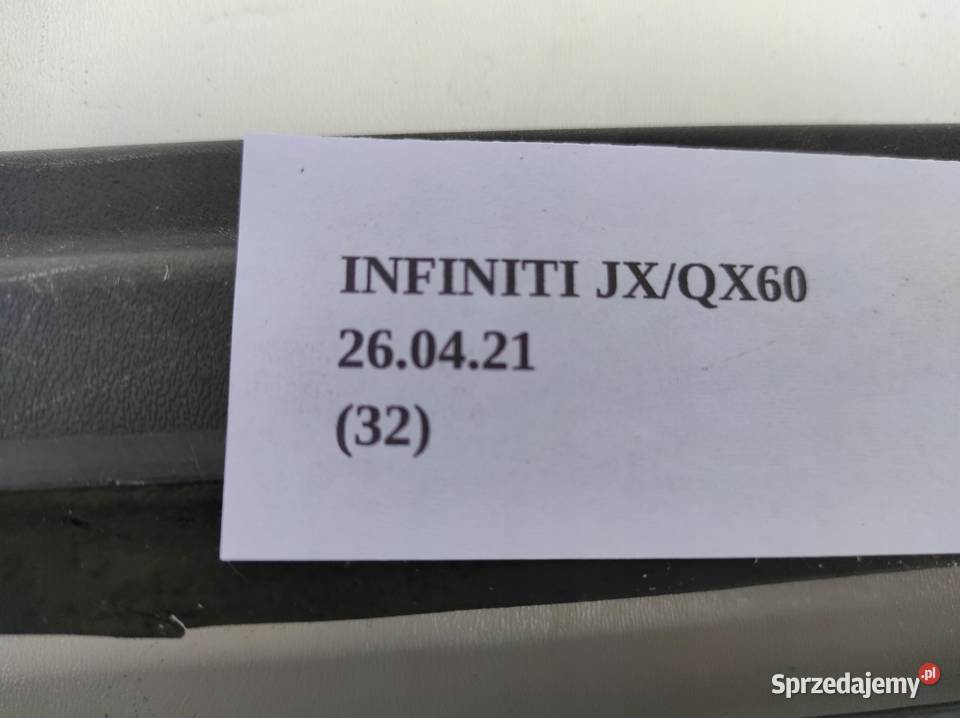 INFINITI JX/QX60
26.04.21
(32)
Sprzedajemy.pl